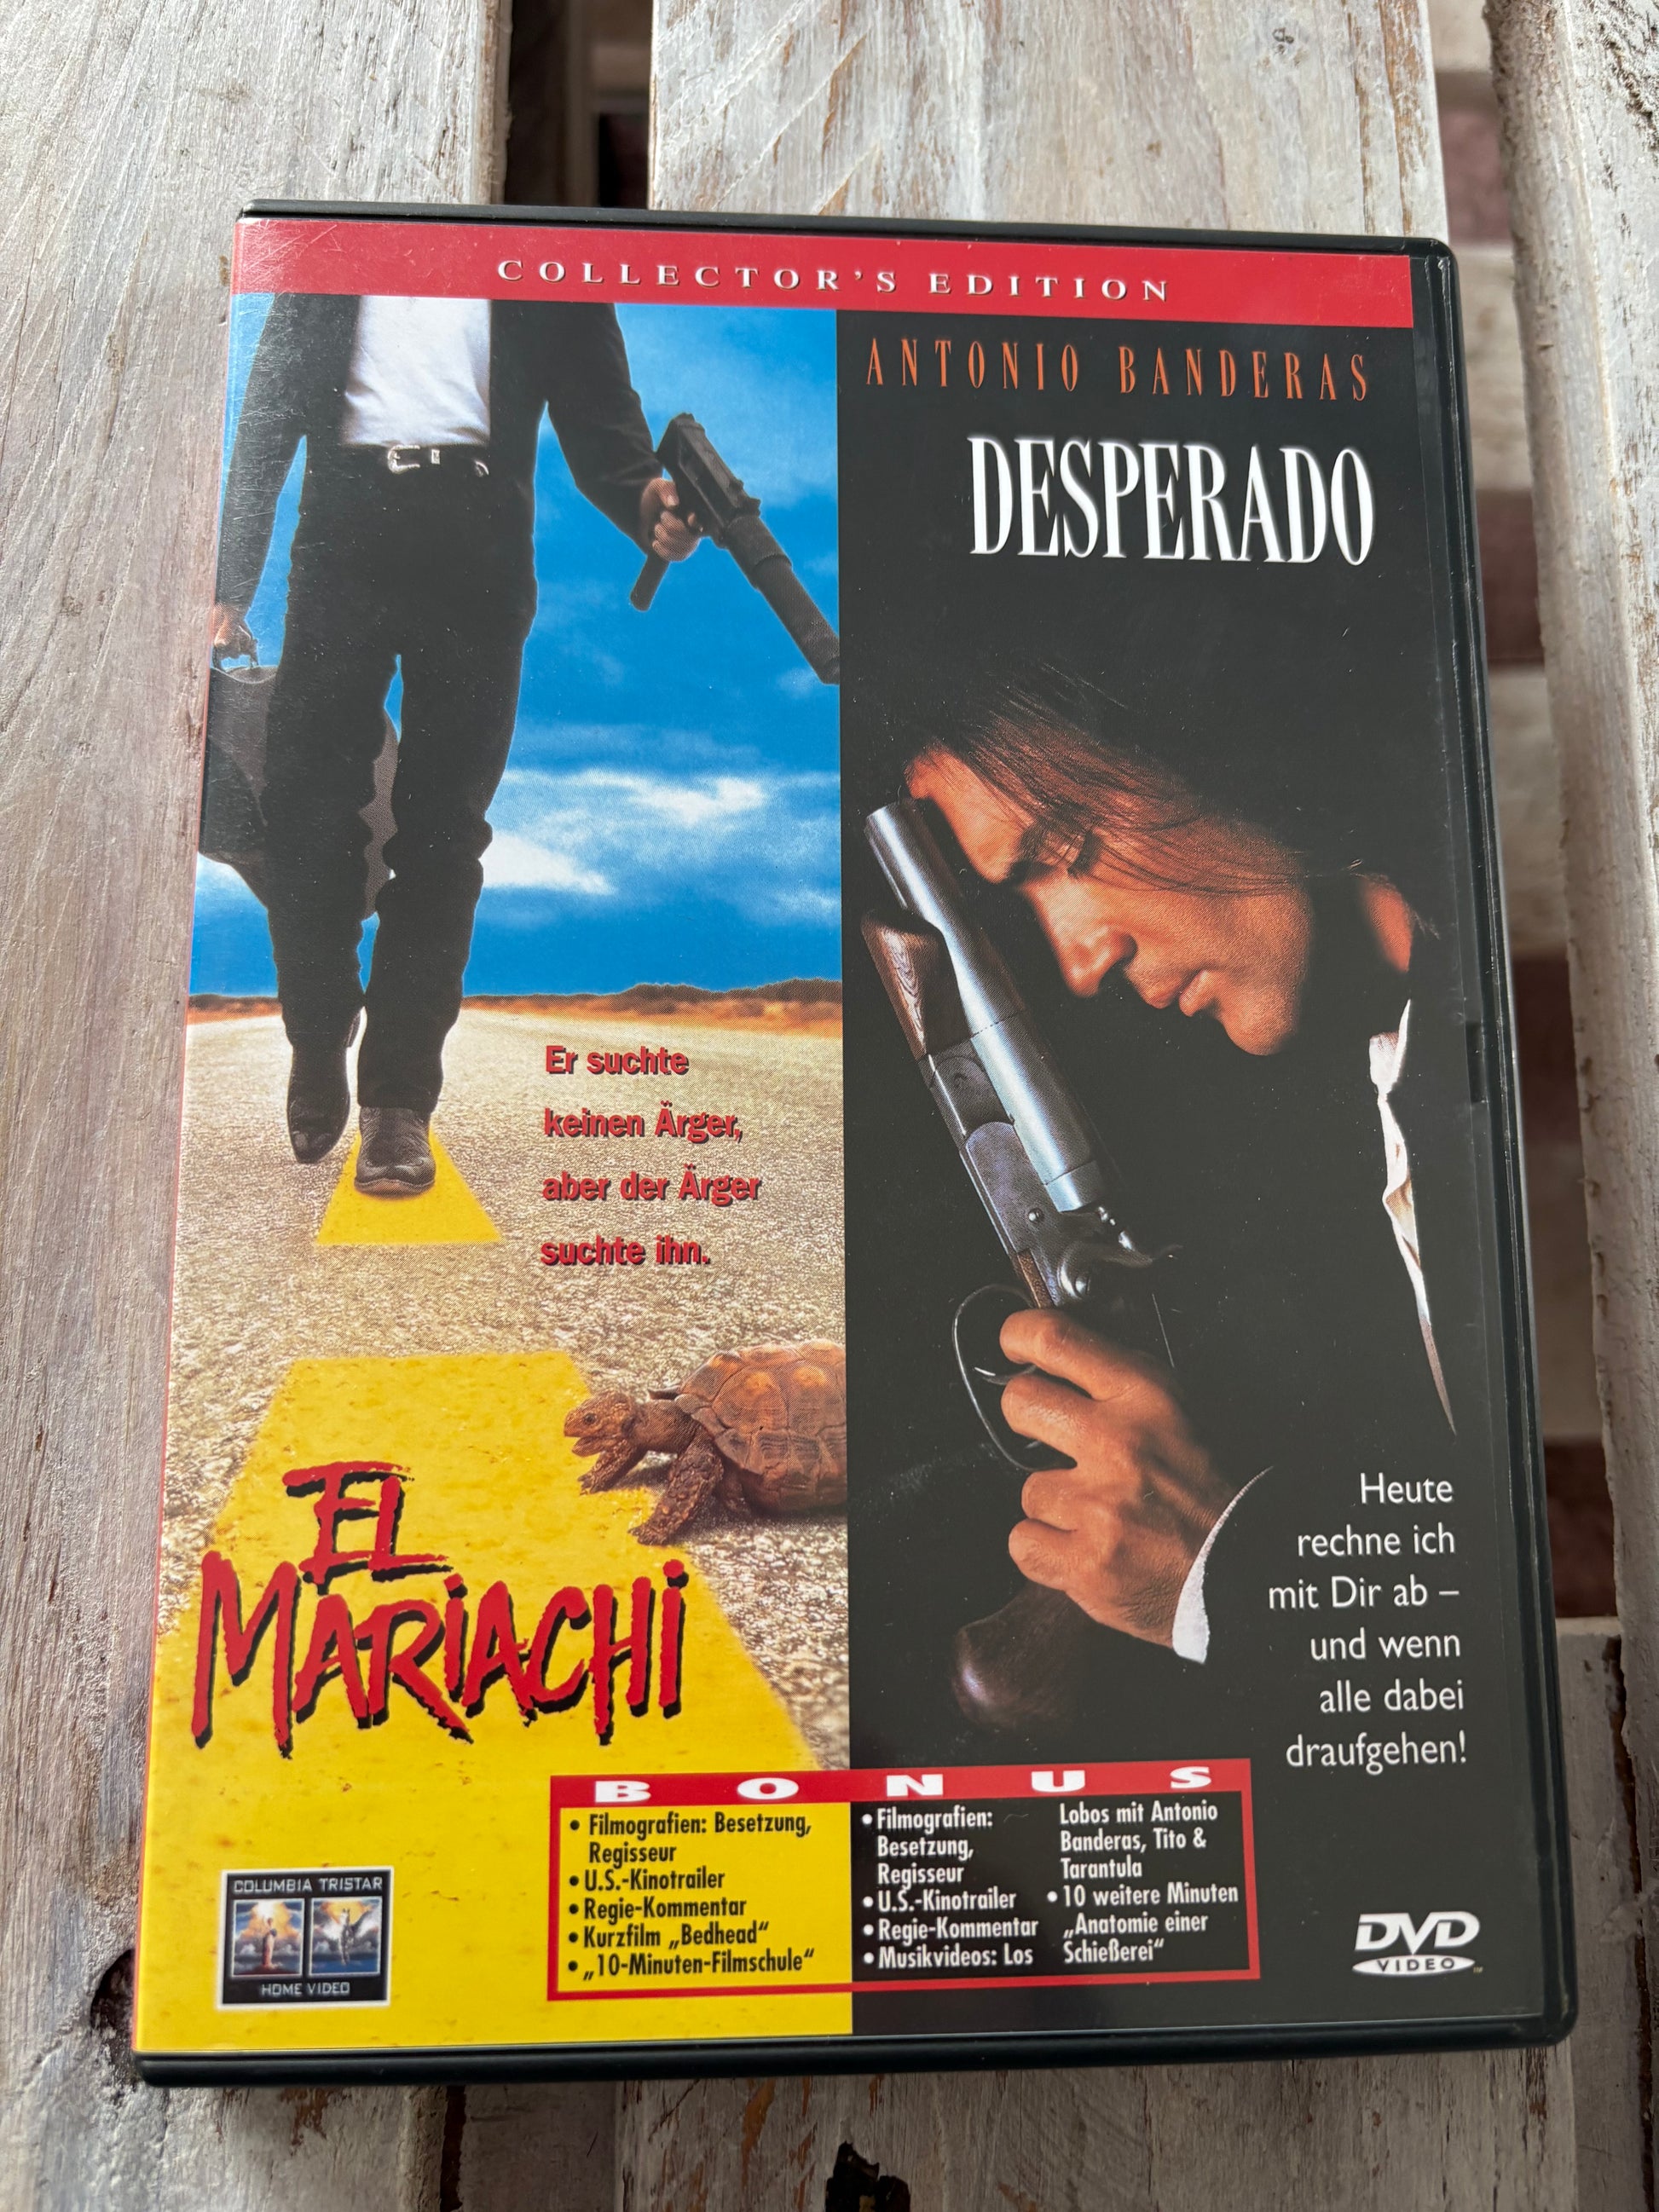 COLLECTOR'S EDITION
ANTONIO BANDERAS
DESPERADO
Er suchte
keinen Ärger,
aber der Ärger
suchte ihn.
EL
MARIACHI
Heute
rechne ich
mit Dir ab –
und wenn
alle dabei
draufgehen!
BONUS
• Filmografien: Besetzung,
Regisseur
• U.S.-Kinotrailer
• Regie-Kommentar
• Kurzfilm „Bedhead“
• „10-Minuten-Filmschule“
• Filmografien:
Besetzung,
Regisseur
• U.S.-Kinotrailer
• Regie-Kommentar
• Musikvideos: Los
Lobos mit Antonio
Banderas, Tito &
Tarantula
• 10 weitere Minuten
„Anatomie einer
Schießerei“
COLUMBIA TRISTAR
HOME VIDEO
DVD
VIDEO